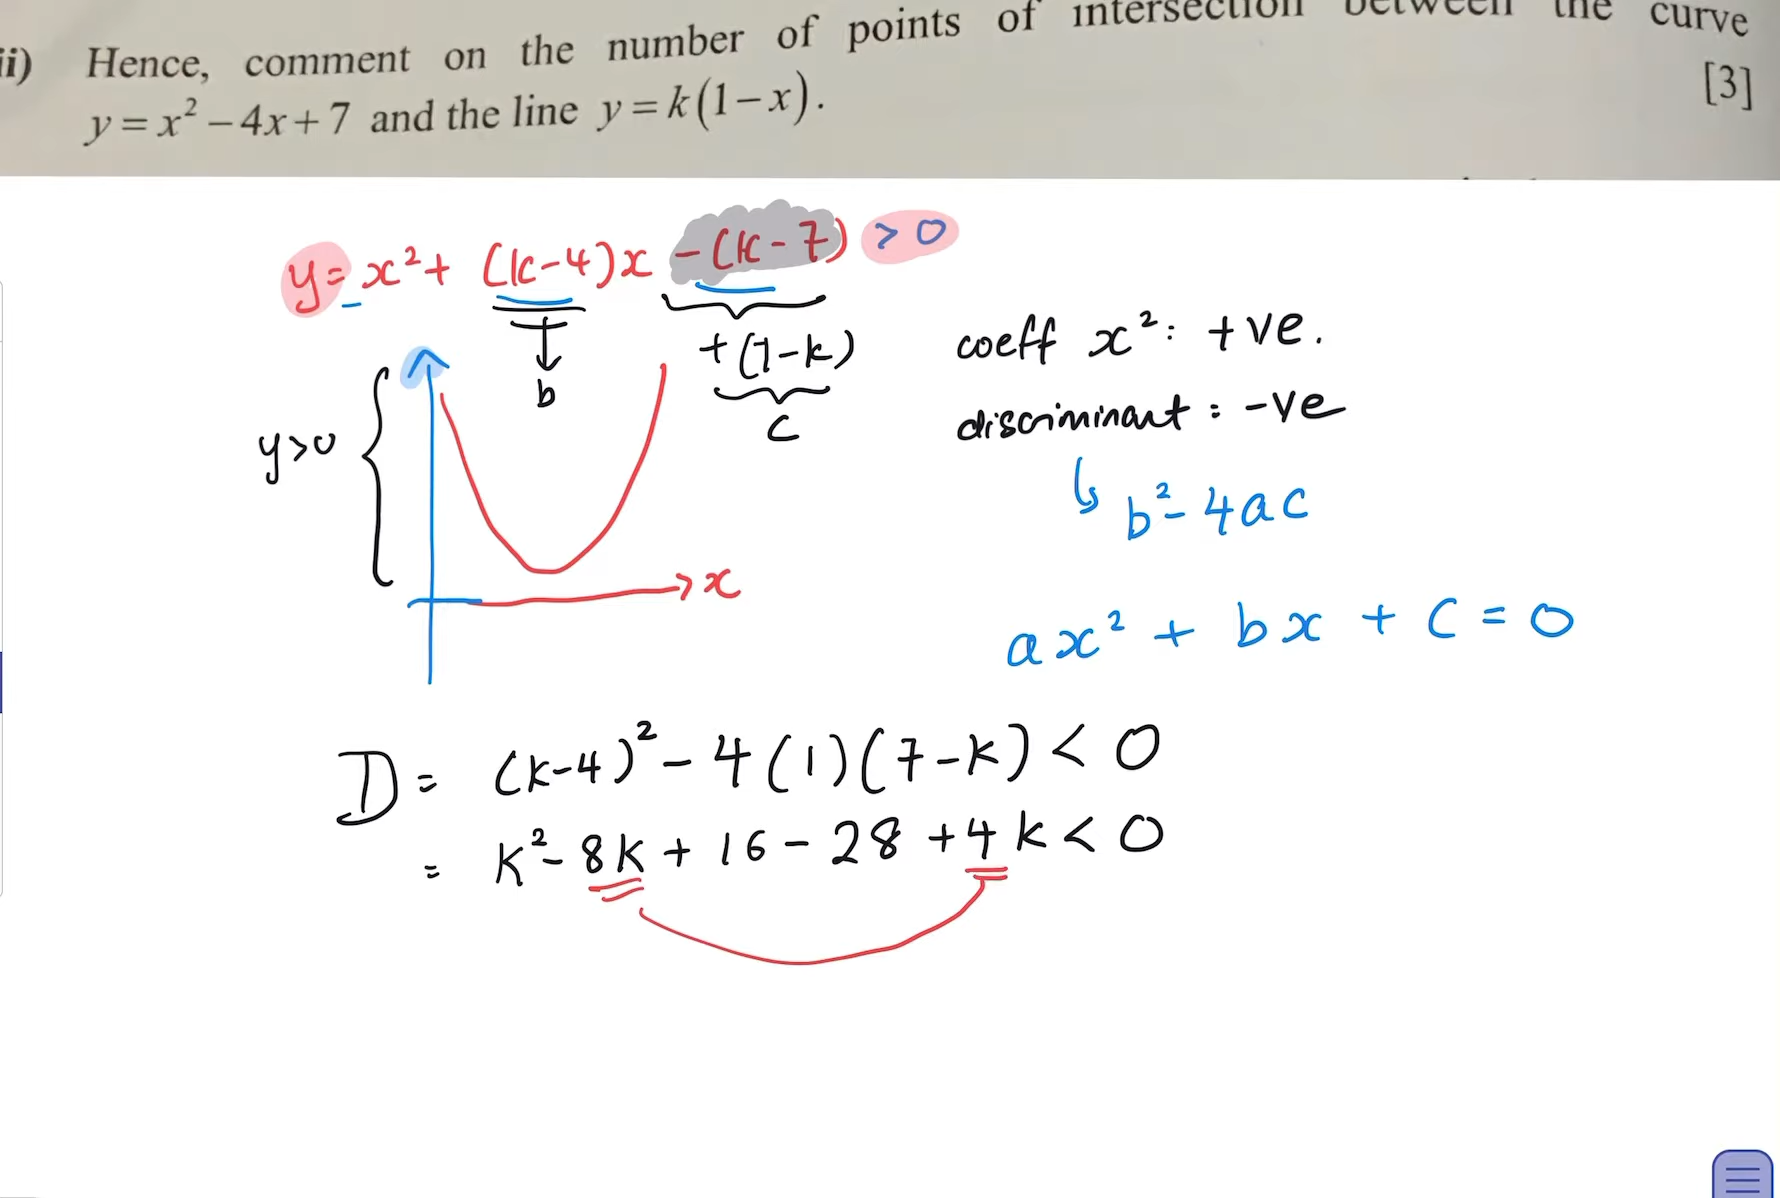 ii) Hence, comment on the number of points of intersection between the curve
y = x² – 4x + 7 and the line y = k(1 – x). [3]
y = x² + (k-4)x -(k-7) > 0
b
+(7-k)
c
coeff x² : +ve.
discriminant : -ve
↳ b² - 4ac
y>0
x
ax² + bx + c = 0
D = (k-4)² - 4(1)(7-k) < 0
= k² - 8k + 16 - 28 + 4k < 0